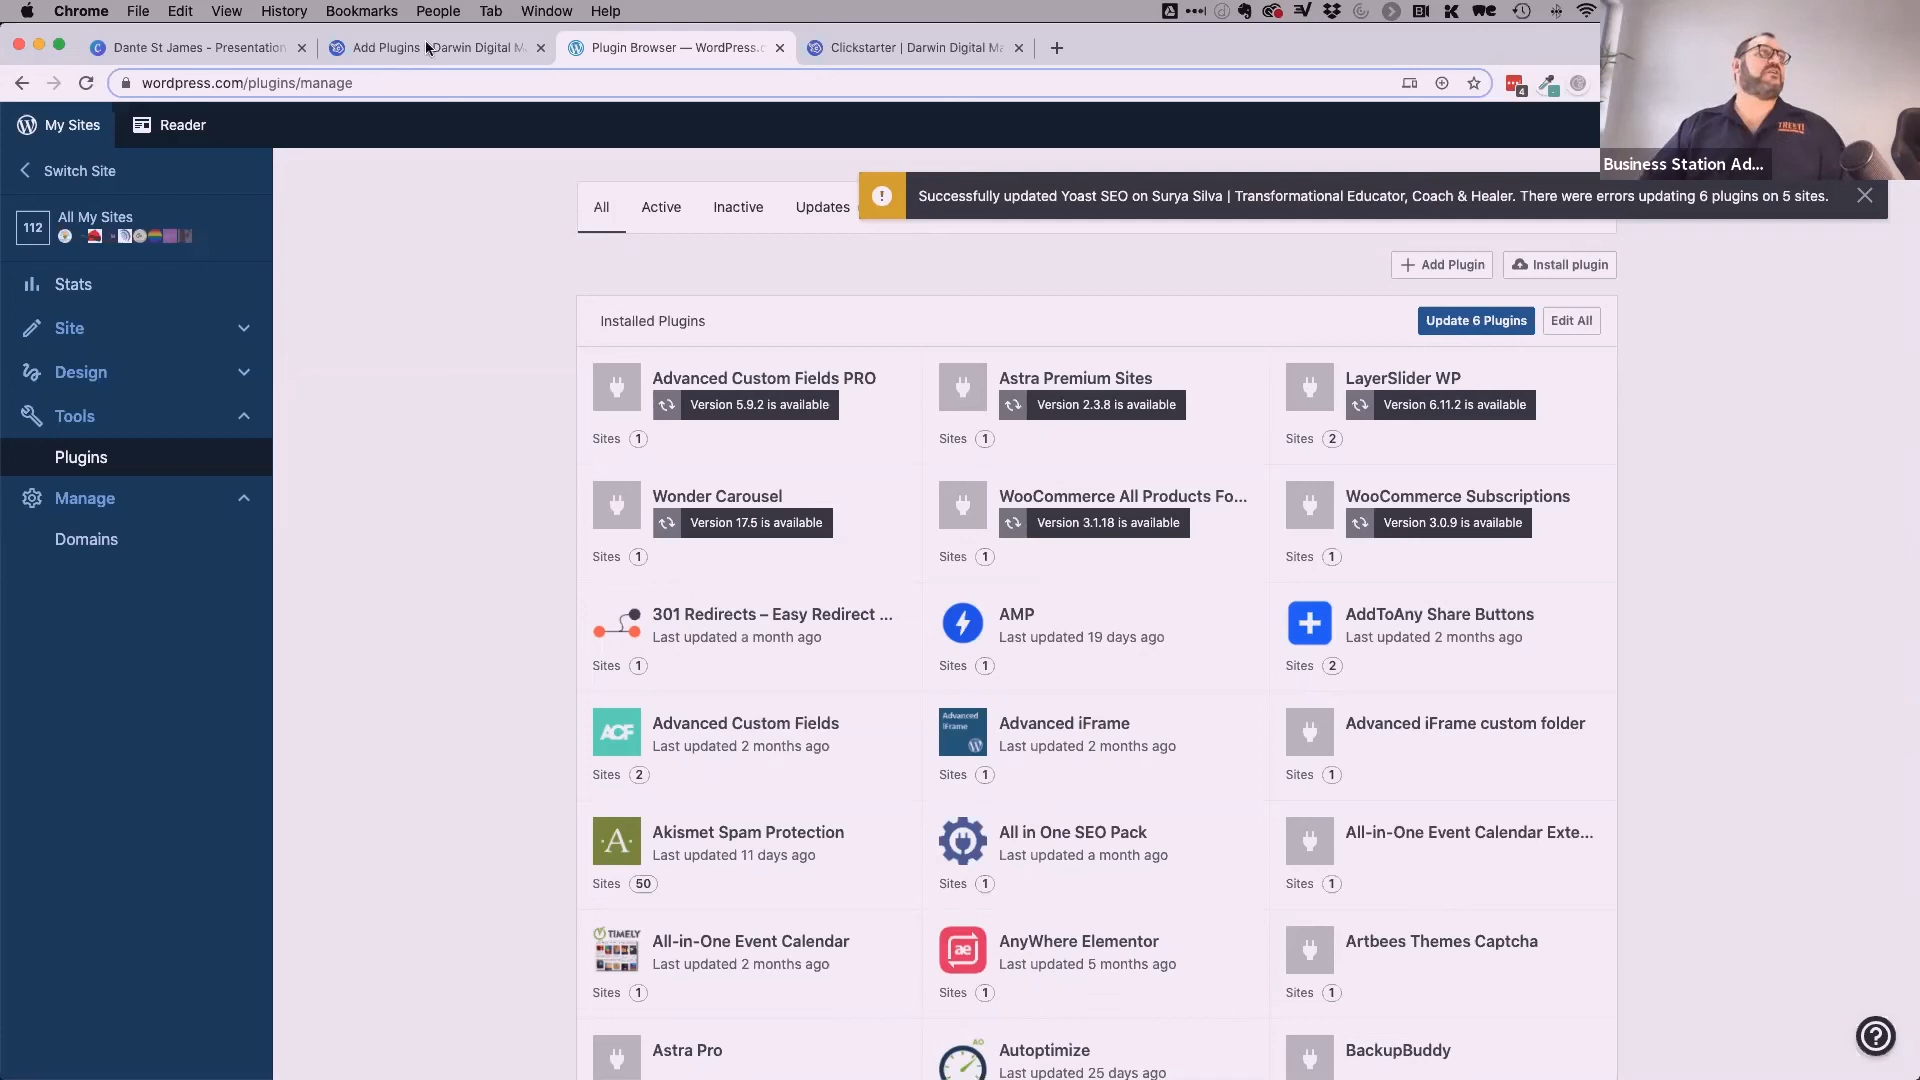 Chrome File Edit View History Bookmarks People Tab Window Help
Dante St James - Presentation
Add Plugins Darwin Digital M
Plugin Browser — WordPress.c
Clickstarter | Darwin Digital Ma
wordpress.com/plugins/manage
4
My Sites Reader
Business Station Ad...
Switch Site
112 All My Sites
Stats
Site
Design
Tools
Plugins
Manage
Domains
All Active Inactive Updates
Successfully updated Yoast SEO on Surya Silva | Transformational Educator, Coach & Healer. There were errors updating 6 plugins on 5 sites.
Add Plugin Install plugin
Installed Plugins Update 6 Plugins Edit All
Advanced Custom Fields PRO
Version 5.9.2 is available
Sites 1
Astra Premium Sites
Version 2.3.8 is available
Sites 1
LayerSlider WP
Version 6.11.2 is available
Sites 2
Wonder Carousel
Version 17.5 is available
Sites 1
WooCommerce All Products Fo...
Version 3.1.18 is available
Sites 1
WooCommerce Subscriptions
Version 3.0.9 is available
Sites 1
301 Redirects – Easy Redirect ...
Last updated a month ago
Sites 1
AMP
Last updated 19 days ago
Sites 1
AddToAny Share Buttons
Last updated 2 months ago
Sites 2
ACF
Advanced Custom Fields
Last updated 2 months ago
Sites 2
Advanced iFrame
Advanced iFrame
Last updated 2 months ago
Sites 1
Advanced iFrame custom folder
Sites 1
Akismet Spam Protection
Last updated 11 days ago
Sites 50
All in One SEO Pack
Last updated a month ago
Sites 1
All-in-One Event Calendar Exte...
Sites 1
TIMELY
All-in-One Event Calendar
Last updated 2 months ago
Sites 1
ae
AnyWhere Elementor
Last updated 5 months ago
Sites 1
Artbees Themes Captcha
Sites 1
Astra Pro
AO
Autoptimize
Last updated 25 days ago
BackupBuddy